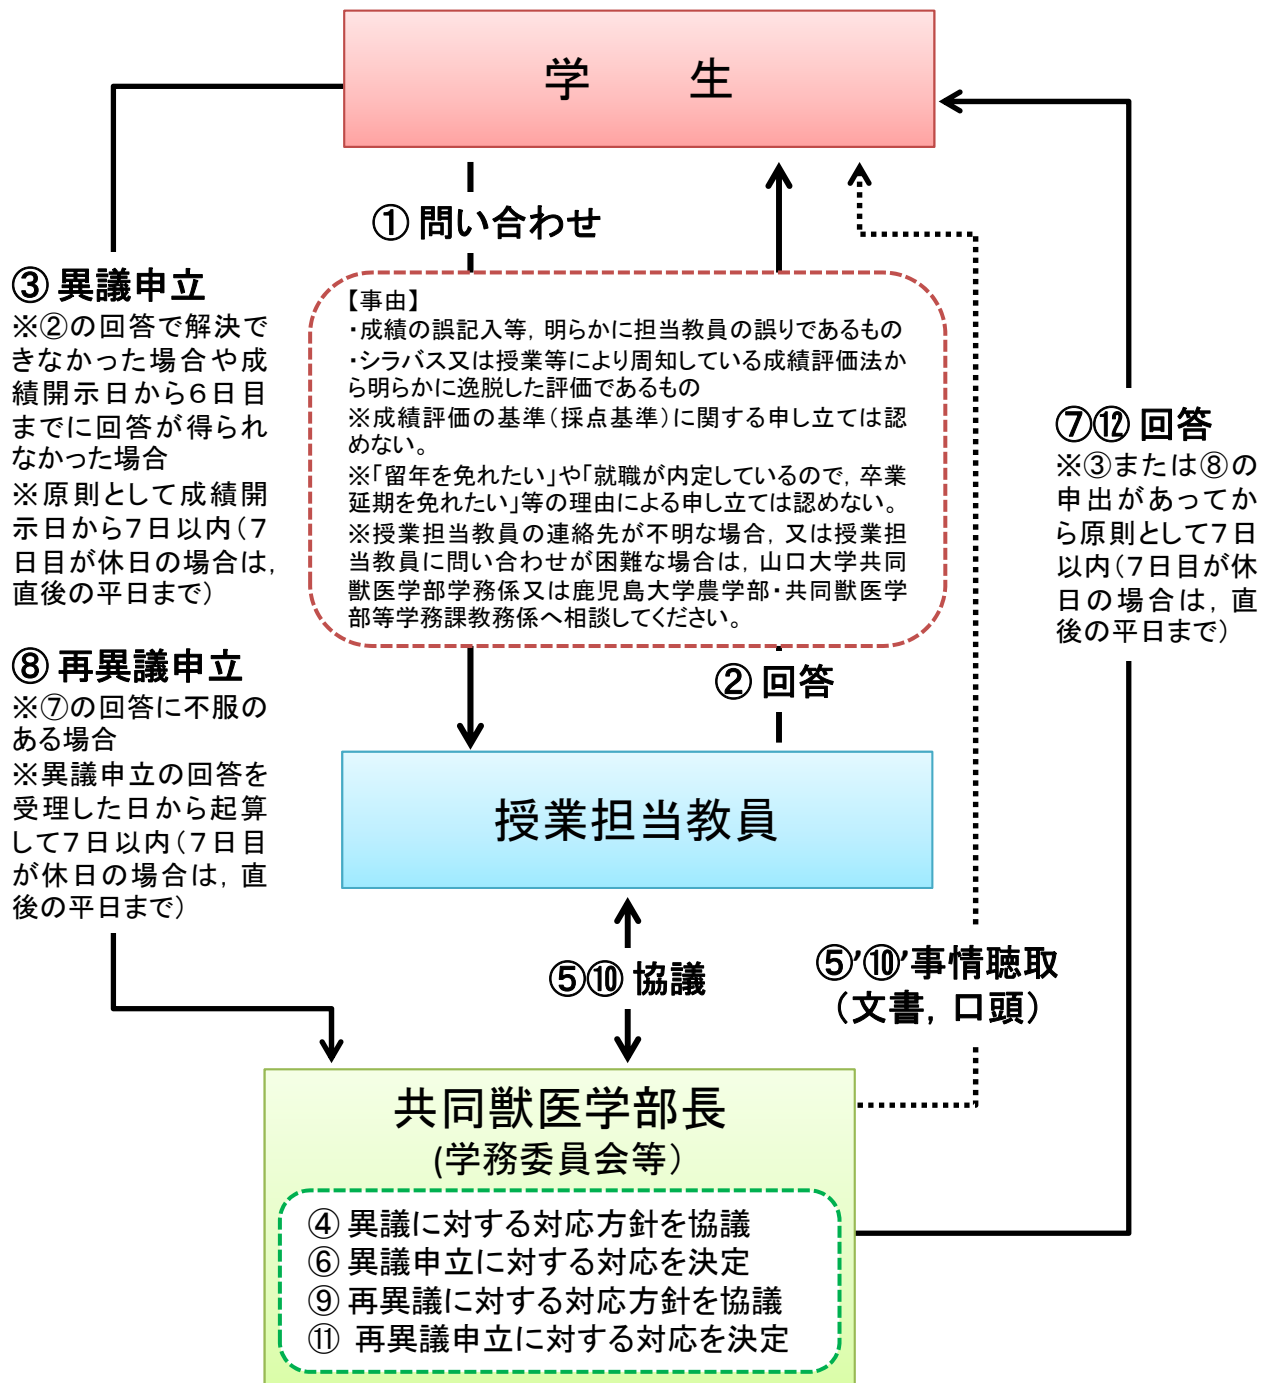 学　生
① 問い合わせ
③ 異議申立
※②の回答で解決で
きなかった場合や成
績開示日から６日目
までに回答が得られ
なかった場合
※原則として成績開
示日から７日以内（７
日目が休日の場合は，
直後の平日まで）
【事由】
・成績の誤記入等，明らかに担当教員の誤りであるもの
・シラバス又は授業等により周知している成績評価法か
ら明らかに逸脱した評価であるもの
※成績評価の基準（採点基準）に関する申し立ては認
めない。
※「留年を免れたい」や「就職が内定しているので，卒業
延期を免れたい」等の理由による申し立ては認めない。
※授業担当教員の連絡先が不明な場合，又は授業担
当教員に問い合わせが困難な場合は，山口大学共同
獣医学部学務係又は鹿児島大学農学部・共同獣医学
部等学務課教務係へ相談してください。
⑦⑫ 回答
※③または⑧の
申出があってか
ら原則として７日
以内（７日目が休
日の場合は，直
後の平日まで）
⑧ 再異議申立
※⑦の回答に不服の
ある場合
※異議申立の回答を
受理した日から起算
して７日以内（７日目
が休日の場合は，直
後の平日まで）
② 回答
授業担当教員
⑤⑩ 協議
⑤’⑩’事情聴取
（文書，口頭）
共同獣医学部長
(学務委員会等）
④ 異議に対する対応方針を協議
⑥ 異議申立に対する対応を決定
⑨ 再異議に対する対応方針を協議
⑪ 再異議申立に対する対応を決定